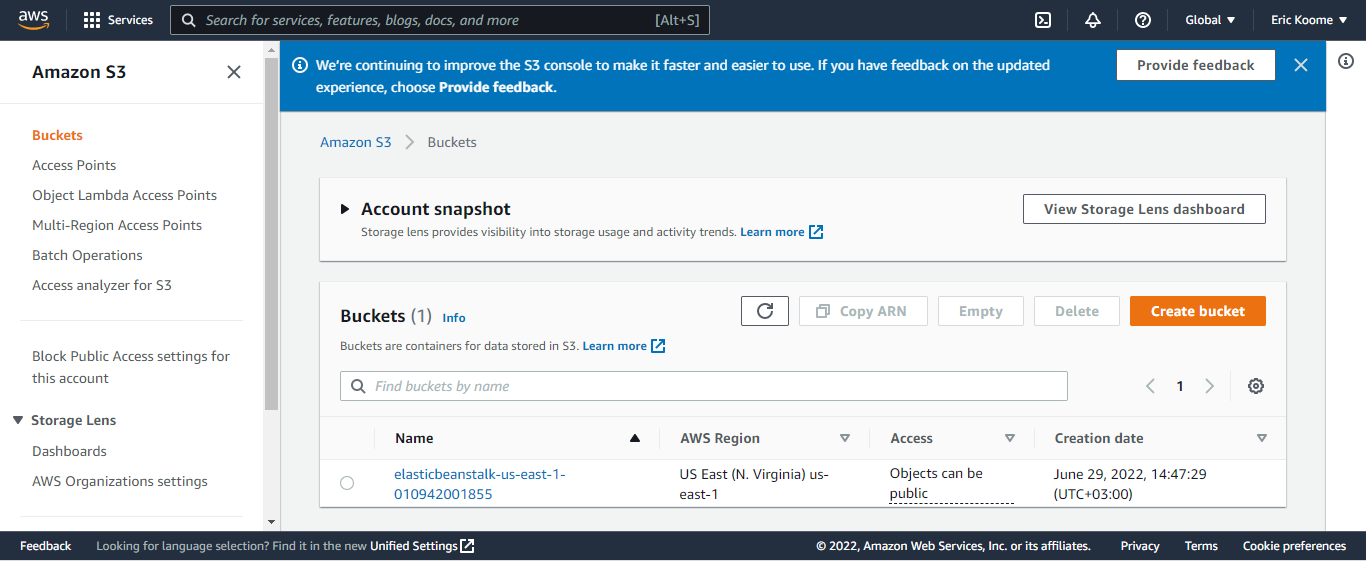 aws Services Search for services, features, blogs, docs, and more [Alt+S] Global Eric Koome
Amazon S3
Buckets
Access Points
Object Lambda Access Points
Multi-Region Access Points
Batch Operations
Access analyzer for S3
Block Public Access settings for
this account
Storage Lens
Dashboards
AWS Organizations settings
We're continuing to improve the S3 console to make it faster and easier to use. If you have feedback on the updated
experience, choose Provide feedback.
Provide feedback
Amazon S3 Buckets
Account snapshot
Storage lens provides visibility into storage usage and activity trends. Learn more
View Storage Lens dashboard
Buckets (1) Info
Copy ARN Empty Delete Create bucket
Buckets are containers for data stored in S3. Learn more
Find buckets by name
1
Name AWS Region Access Creation date
elasticbeanstalk-us-east-1-
010942001855
US East (N. Virginia) us-
east-1
Objects can be
public
June 29, 2022, 14:47:29
(UTC+03:00)
Feedback Looking for language selection? Find it in the new Unified Settings © 2022, Amazon Web Services, Inc. or its affiliates. Privacy Terms Cookie preferences